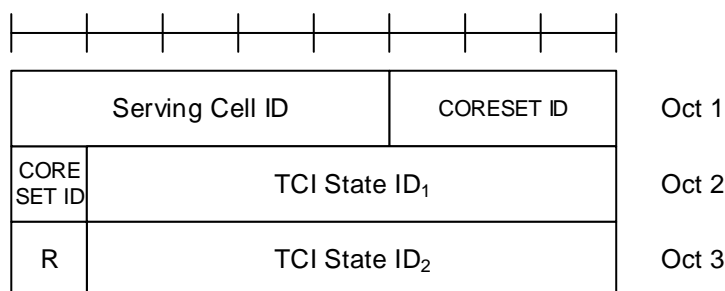 Serving Cell ID CORESET ID Oct 1
CORE
SET ID
TCI State ID₁ Oct 2
R TCI State ID₂ Oct 3